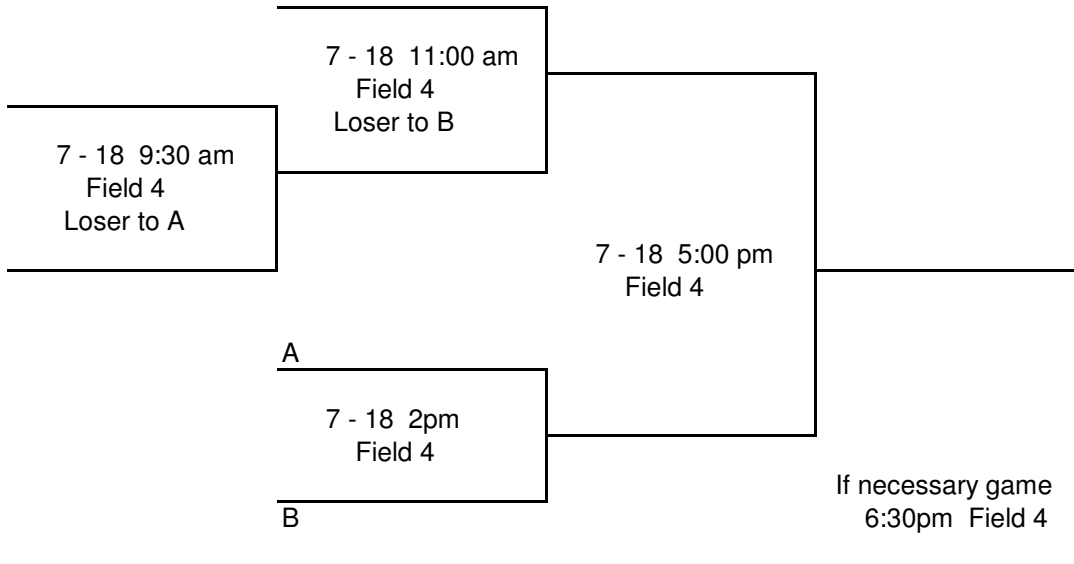 7 - 18 11:00 am
Field 4
Loser to B
7 - 18 9:30 am
Field 4
Loser to A
7 - 18 5:00 pm
Field 4
A
7 - 18 2pm
Field 4
B
If necessary game
6:30pm Field 4